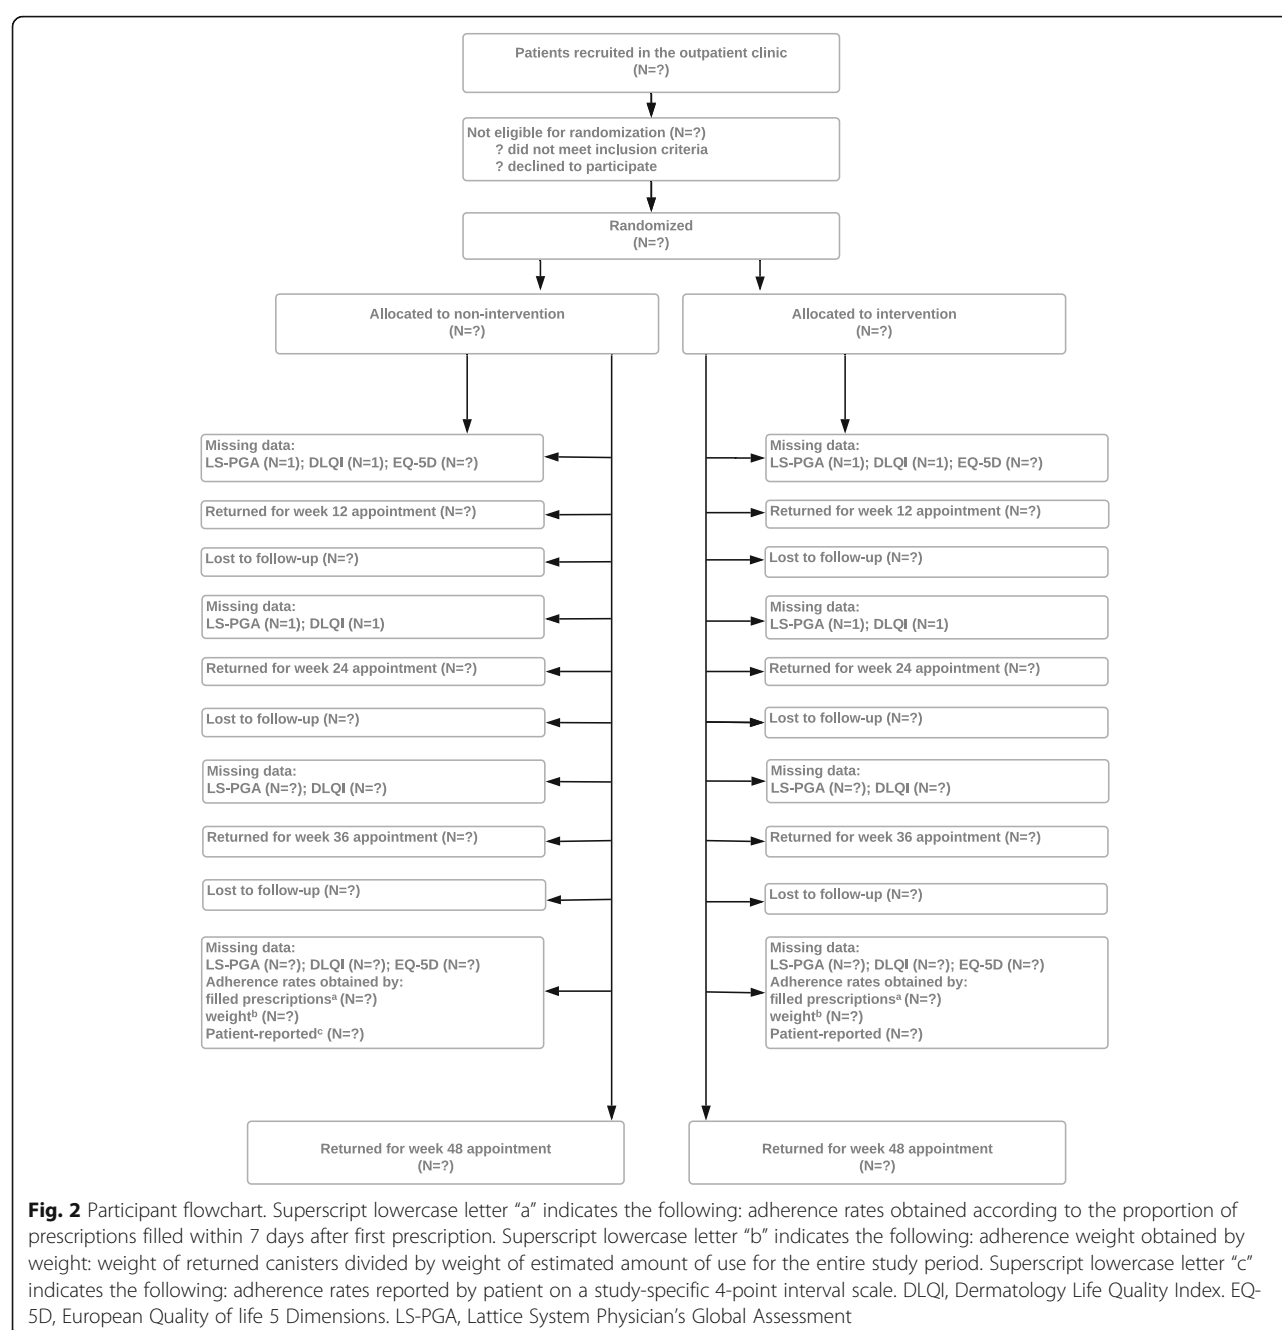 Patients recruited in the outpatient clinic
(N=?)
Not eligible for randomization (N=?)
? did not meet inclusion criteria
? declined to participate
Randomized
(N=?)
Allocated to non-intervention
(N=?)
Allocated to intervention
(N=?)
Missing data:
LS-PGA (N=1); DLQI (N=1); EQ-5D (N=?)
Returned for week 12 appointment (N=?)
Lost to follow-up (N=?)
Missing data:
LS-PGA (N=1); DLQI (N=1)
Returned for week 24 appointment (N=?)
Lost to follow-up (N=?)
Missing data:
LS-PGA (N=?); DLQI (N=?)
Returned for week 36 appointment (N=?)
Lost to follow-up (N=?)
Missing data:
LS-PGA (N=?); DLQI (N=?); EQ-5D (N=?)
Adherence rates obtained by:
filled prescriptionsᵃ (N=?)
weightᵇ (N=?)
Patient-reportedᶜ (N=?)
Returned for week 48 appointment
(N=?)
Missing data:
LS-PGA (N=1); DLQI (N=1); EQ-5D (N=?)
Returned for week 12 appointment (N=?)
Lost to follow-up (N=?)
Missing data:
LS-PGA (N=1); DLQI (N=1)
Returned for week 24 appointment (N=?)
Lost to follow-up (N=?)
Missing data:
LS-PGA (N=?); DLQI (N=?)
Returned for week 36 appointment (N=?)
Lost to follow-up (N=?)
Missing data:
LS-PGA (N=?); DLQI (N=?); EQ-5D (N=?)
Adherence rates obtained by:
filled prescriptionsᵃ (N=?)
weightᵇ (N=?)
Patient-reported (N=?)
Returned for week 48 appointment
(N=?)
Fig. 2 Participant flowchart. Superscript lowercase letter “a” indicates the following: adherence rates obtained according to the proportion of
prescriptions filled within 7 days after first prescription. Superscript lowercase letter “b” indicates the following: adherence weight obtained by
weight: weight of returned canisters divided by weight of estimated amount of use for the entire study period. Superscript lowercase letter “c”
indicates the following: adherence rates reported by patient on a study-specific 4-point interval scale. DLQI, Dermatology Life Quality Index. EQ-
5D, European Quality of life 5 Dimensions. LS-PGA, Lattice System Physician’s Global Assessment